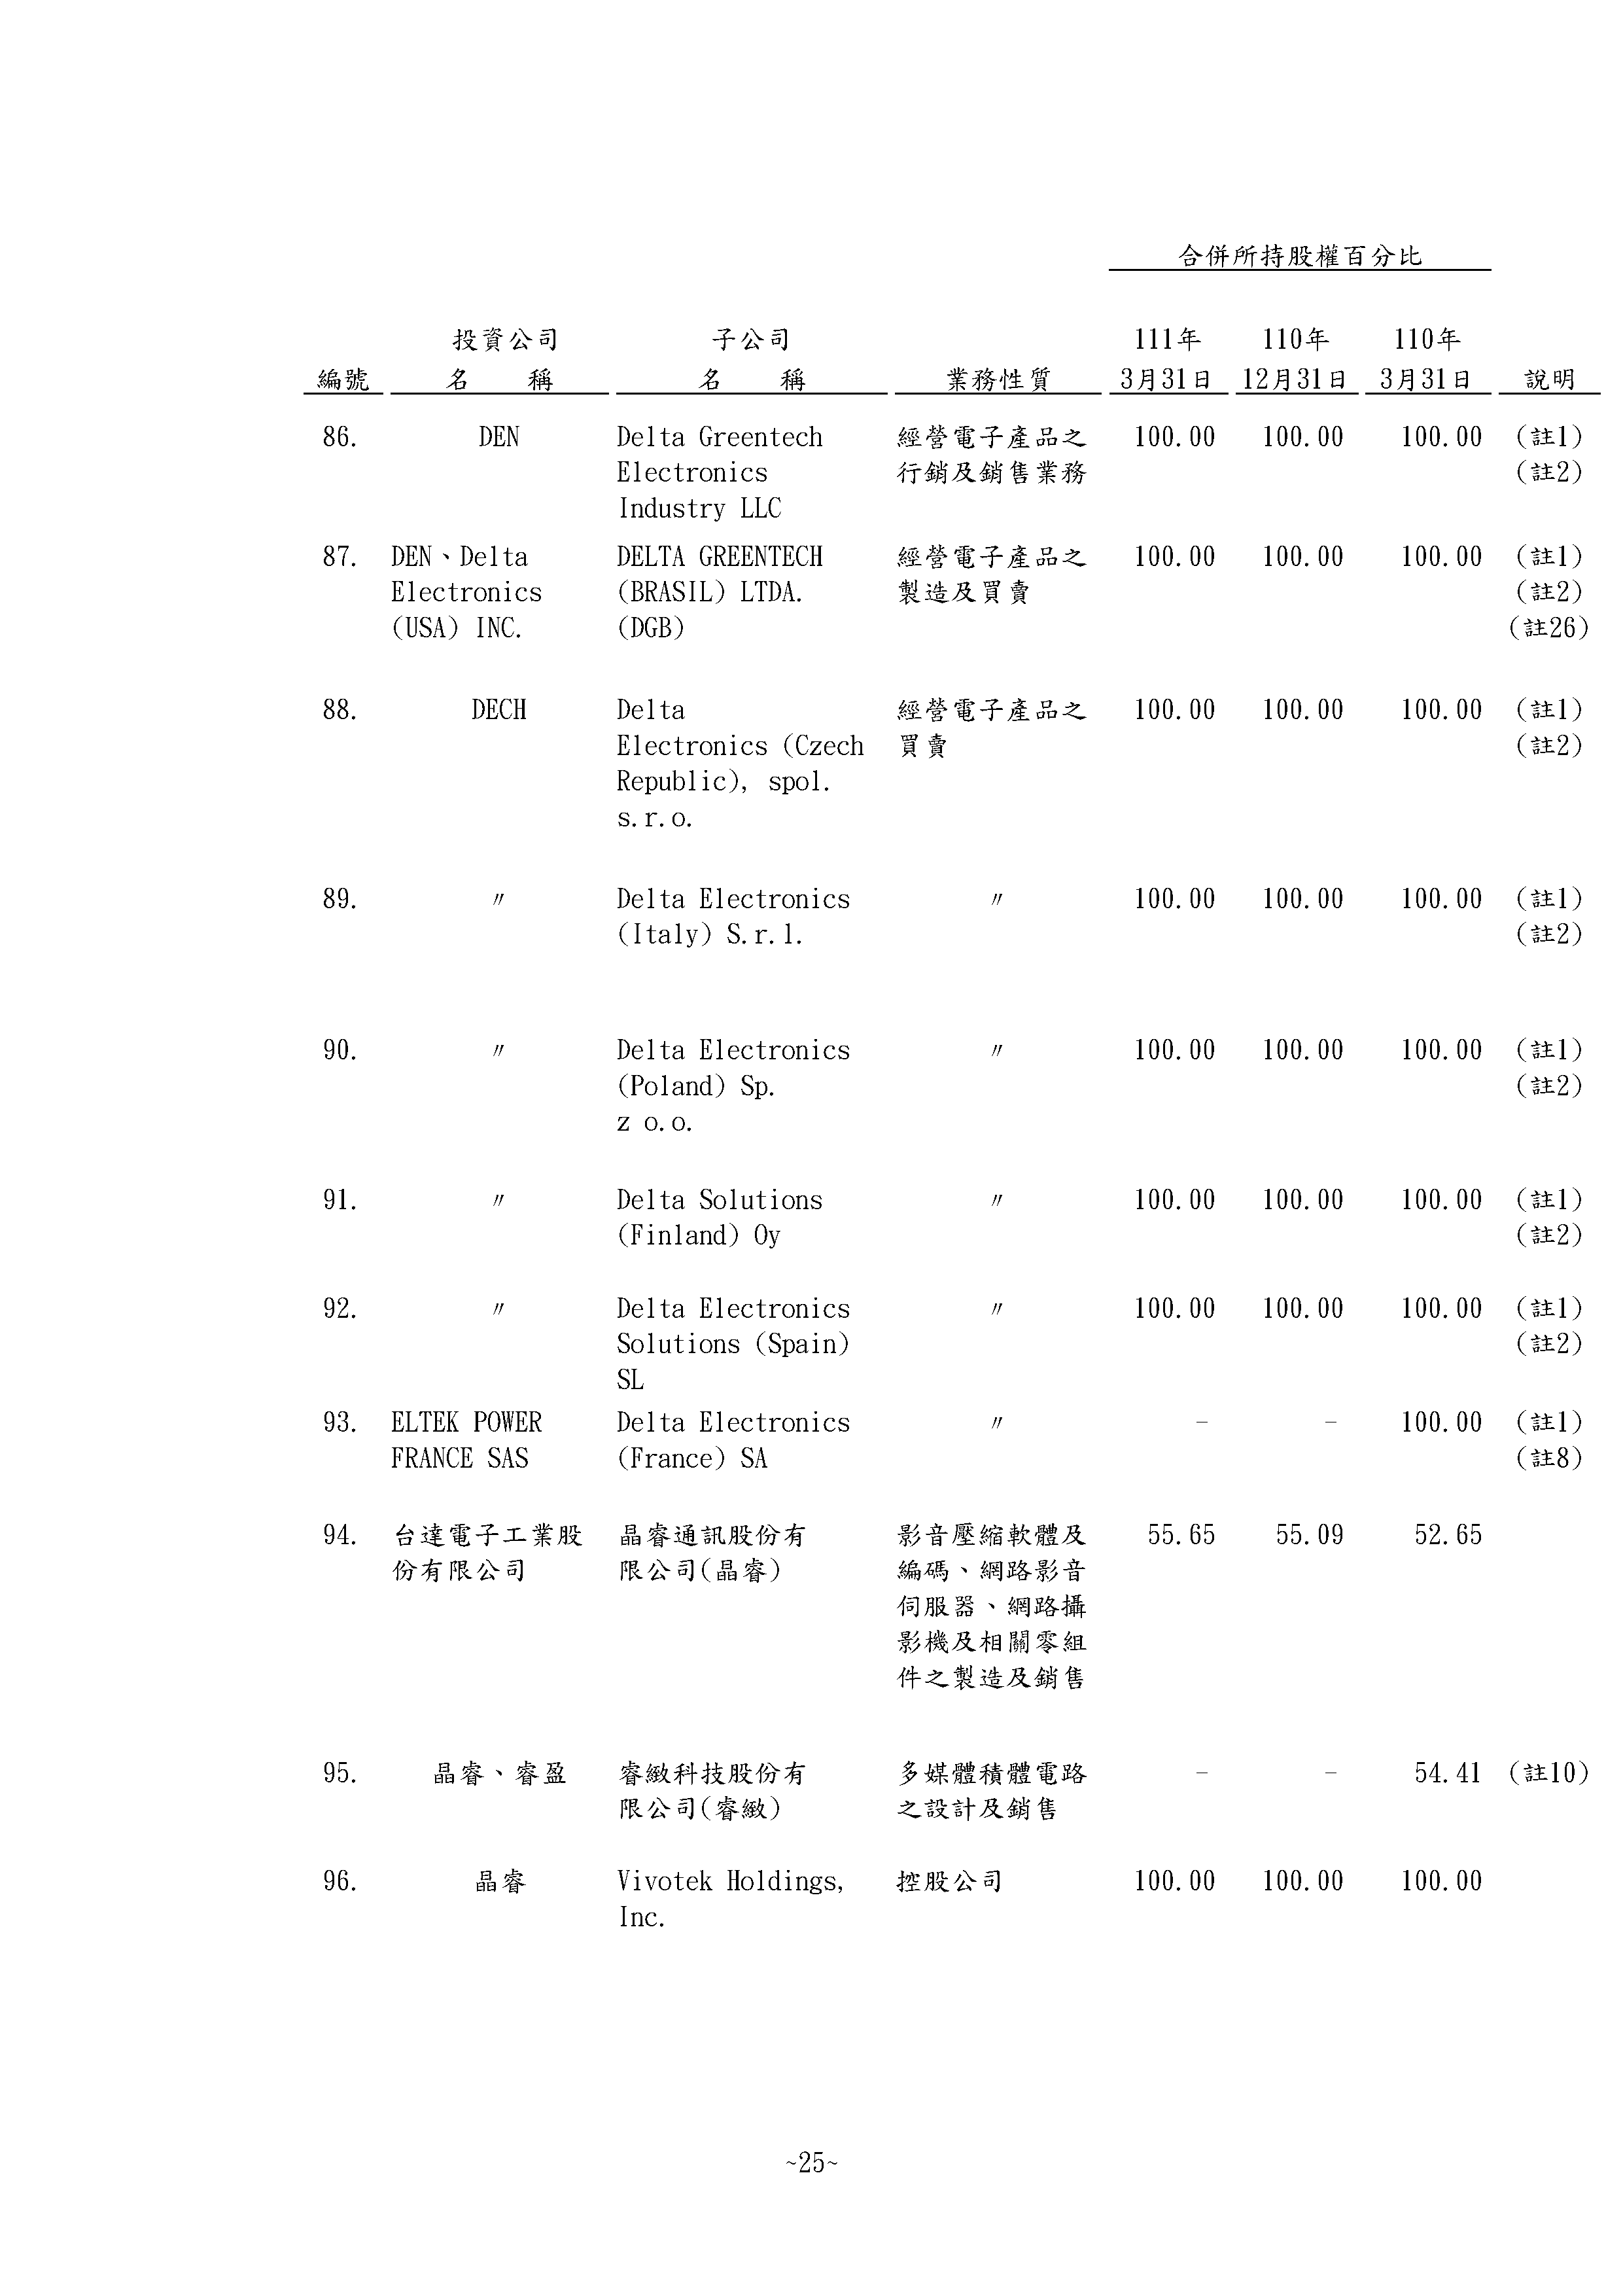 合併所持股權百分比
投資公司 子公司 111年 110年 110年
編號 名 稱 名 稱 業務性質 3月31日 12月31日 3月31日 說明
86. DEN Delta Greentech 經營電子產品之 100.00 100.00 100.00 (註1)
Electronics 行銷及銷售業務 (註2)
Industry LLC
87. DEN、Delta DELTA GREENTECH 經營電子產品之 100.00 100.00 100.00 (註1)
Electronics (BRASIL) LTDA. 製造及買賣 (註2)
(USA) INC. (DGB) (註26)
88. DECH Delta 經營電子產品之 100.00 100.00 100.00 (註1)
Electronics (Czech 買賣 (註2)
Republic), spol.
s.r.o.
89. 〃 Delta Electronics 〃 100.00 100.00 100.00 (註1)
(Italy) S.r.l. (註2)
90. 〃 Delta Electronics 〃 100.00 100.00 100.00 (註1)
(Poland) Sp. (註2)
z o.o.
91. 〃 Delta Solutions 〃 100.00 100.00 100.00 (註1)
(Finland) Oy (註2)
92. 〃 Delta Electronics 〃 100.00 100.00 100.00 (註1)
Solutions (Spain) (註2)
SL
93. ELTEK POWER Delta Electronics 〃 - - 100.00 (註1)
FRANCE SAS (France) SA (註8)
94. 台達電子工業股 晶睿通訊股份有 影音壓縮軟體及 55.65 55.09 52.65
份有限公司 限公司(晶睿) 編碼、網路影音
伺服器、網路攝
影機及相關零組
件之製造及銷售
95. 晶睿、睿盈 睿緻科技股份有 多媒體積體電路 - - 54.41 (註10)
限公司(睿緻) 之設計及銷售
96. 晶睿 Vivotek Holdings, 控股公司 100.00 100.00 100.00
Inc.
~25~